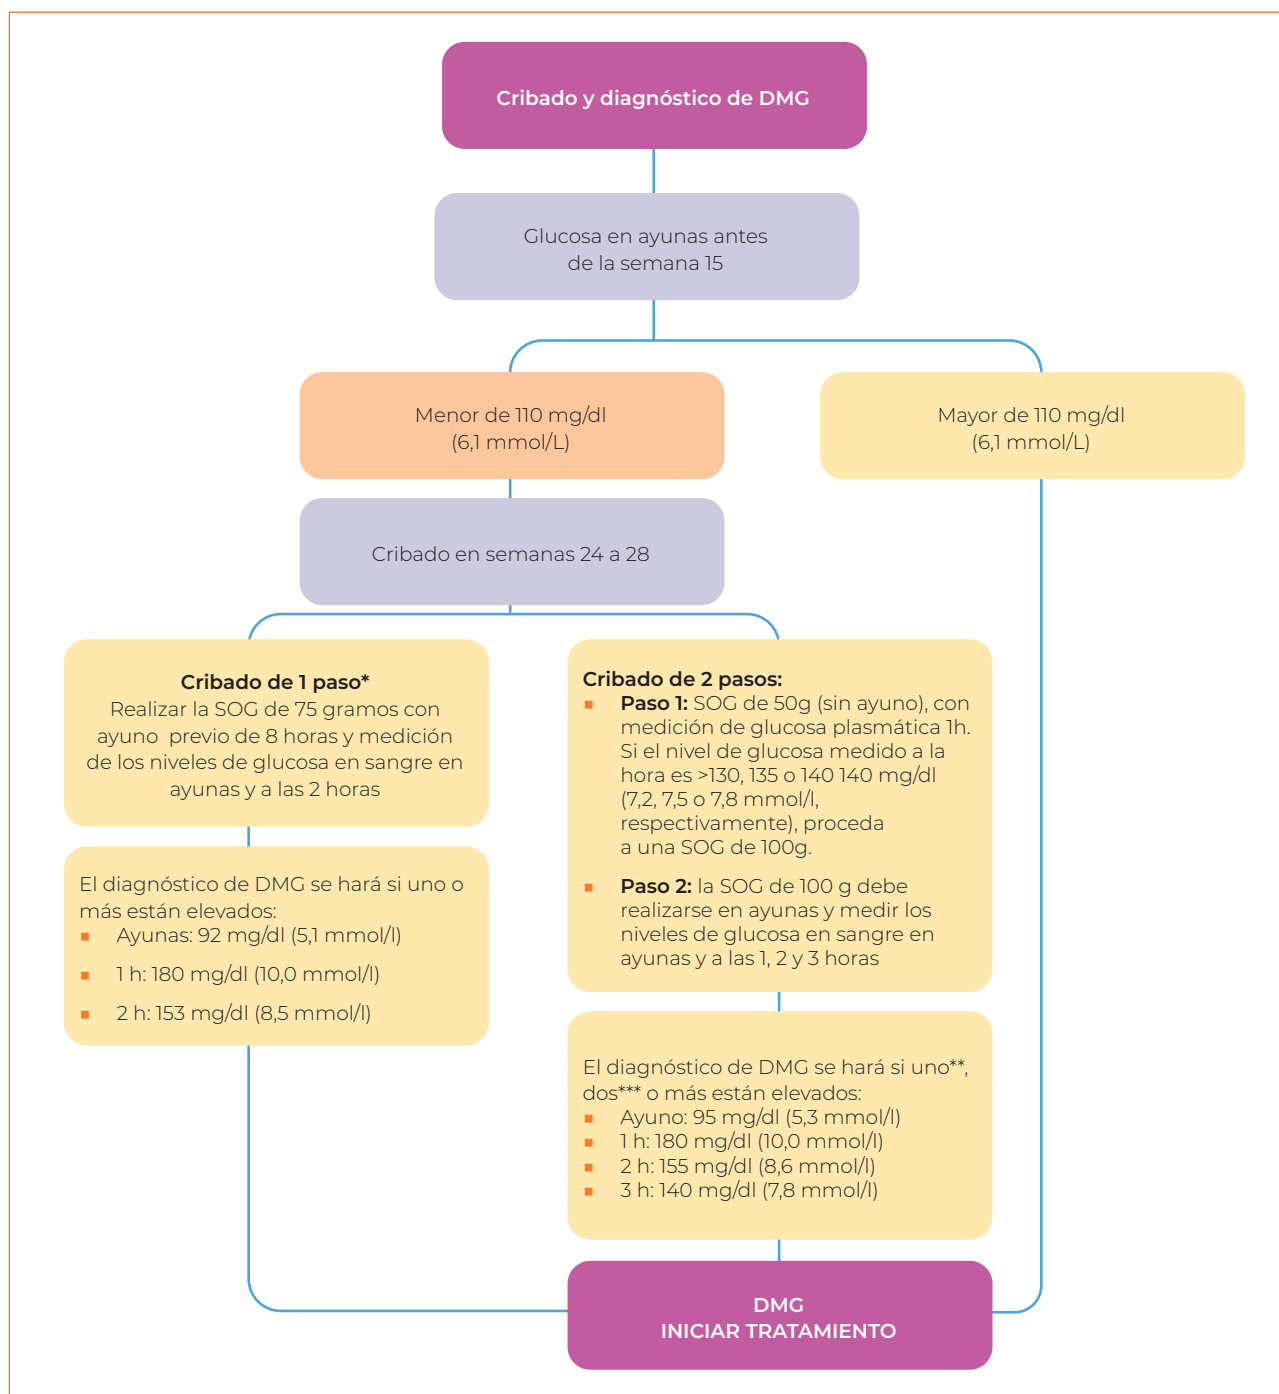 Cribado y diagnóstico de DMG
Glucosa en ayunas antes
de la semana 15
Menor de 110 mg/dl
(6,1 mmol/L)
Mayor de 110 mg/dl
(6,1 mmol/L)
Cribado en semanas 24 a 28
Cribado de 1 paso*
Realizar la SOG de 75 gramos con
ayuno previo de 8 horas y medición
de los niveles de glucosa en sangre en
ayunas y a las 2 horas
El diagnóstico de DMG se hará si uno o
más están elevados:
▪ Ayunas: 92 mg/dl (5,1 mmol/l)
▪ 1 h: 180 mg/dl (10,0 mmol/l)
▪ 2 h: 153 mg/dl (8,5 mmol/l)
Cribado de 2 pasos:
▪ Paso 1: SOG de 50g (sin ayuno), con
medición de glucosa plasmática 1h.
Si el nivel de glucosa medido a la
hora es >130, 135 o 140 140 mg/dl
(7,2, 7,5 o 7,8 mmol/l,
respectivamente), proceda
a una SOG de 100g.
▪ Paso 2: la SOG de 100 g debe
realizarse en ayunas y medir los
niveles de glucosa en sangre en
ayunas y a las 1, 2 y 3 horas
El diagnóstico de DMG se hará si uno**,
dos*** o más están elevados:
▪ Ayuno: 95 mg/dl (5,3 mmol/l)
▪ 1 h: 180 mg/dl (10,0 mmol/l)
▪ 2 h: 155 mg/dl (8,6 mmol/l)
▪ 3 h: 140 mg/dl (7,8 mmol/l)
DMG
INICIAR TRATAMIENTO